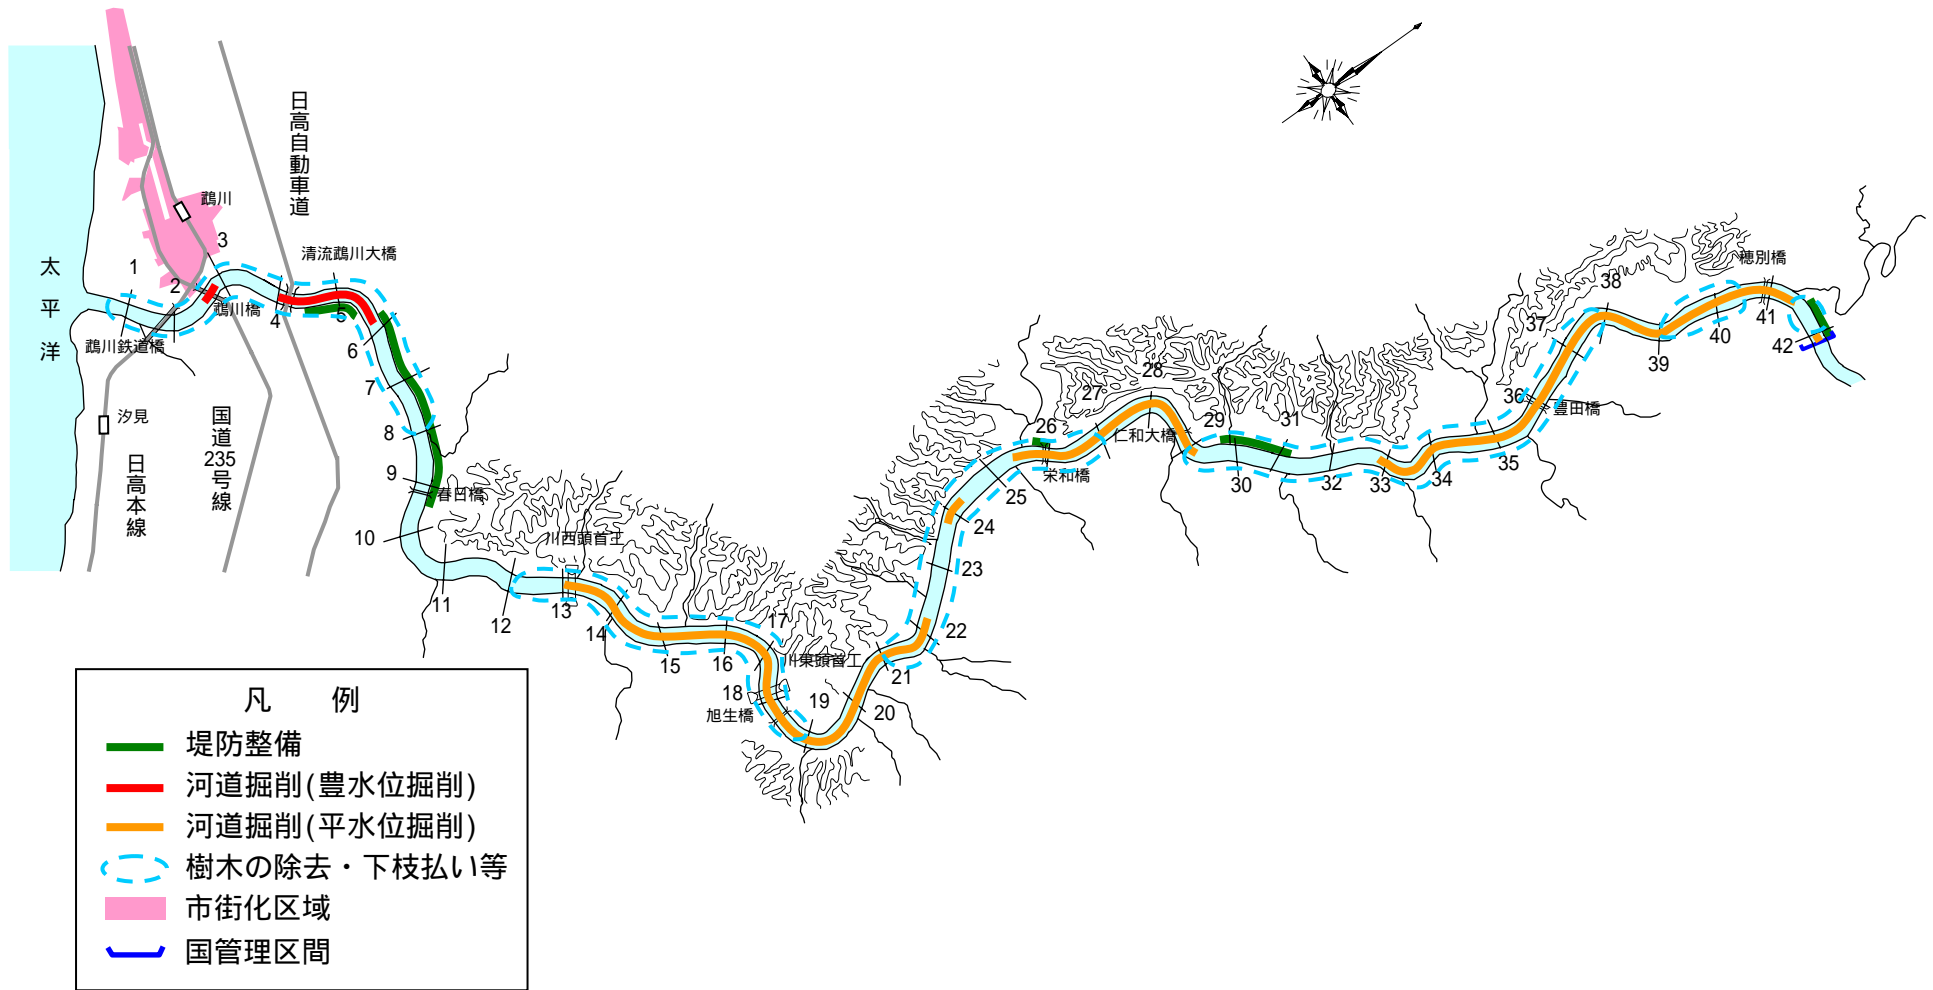 日高自動車道
鵡川
3
清流鵡川大橋
太平洋
1
2
鵡川橋
4
5
6
鵡川鉄道橋
7
汐見
国道235号線
8
日高本線
9
春日橋
10
川西頭首工
11
12
13
14
15
16
17
川東頭首工
18
旭生橋
19
20
21
22
23
24
25
26
栄和橋
27
28
仁和大橋
29
30
31
32
33
34
35
36
豊田橋
37
38
39
40
穂別橋
41
42
凡 例
堤防整備
河道掘削(豊水位掘削)
河道掘削(平水位掘削)
樹木の除去・下枝払い等
市街化区域
国管理区間